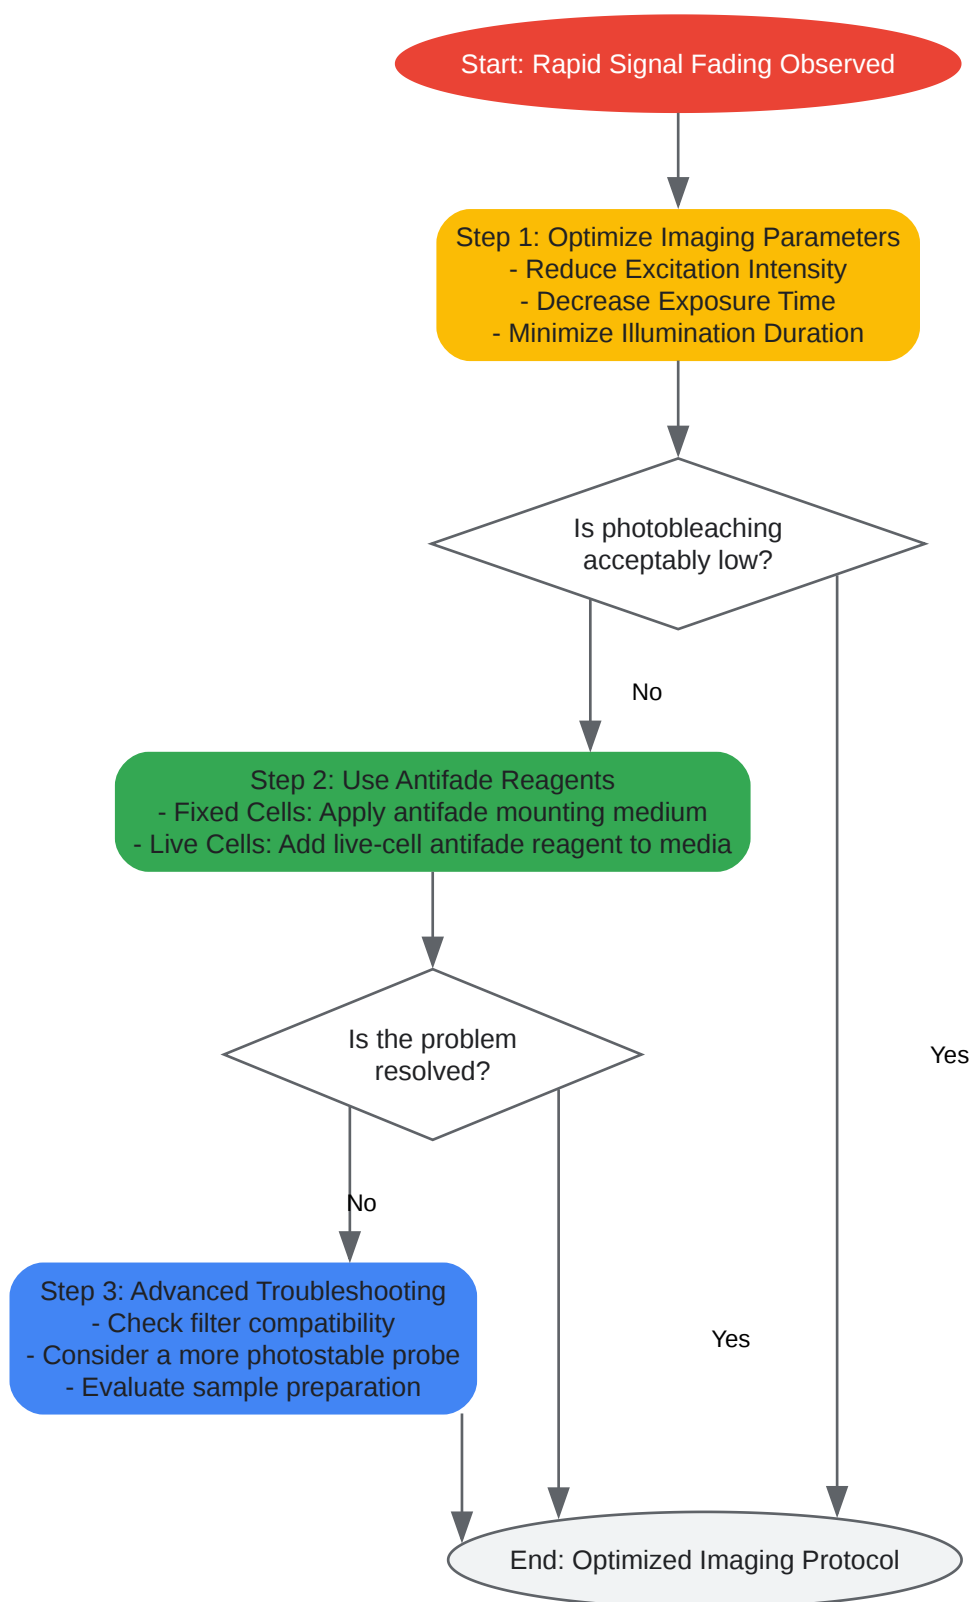 Start: Rapid Signal Fading Observed
Step 1: Optimize Imaging Parameters
- Reduce Excitation Intensity
- Decrease Exposure Time
- Minimize Illumination Duration
Is photobleaching
acceptably low?
No
Step 2: Use Antifade Reagents
- Fixed Cells: Apply antifade mounting medium
- Live Cells: Add live-cell antifade reagent to media
Is the problem
resolved?
Yes
No
Step 3: Advanced Troubleshooting
- Check filter compatibility
- Consider a more photostable probe
- Evaluate sample preparation
Yes
End: Optimized Imaging Protocol